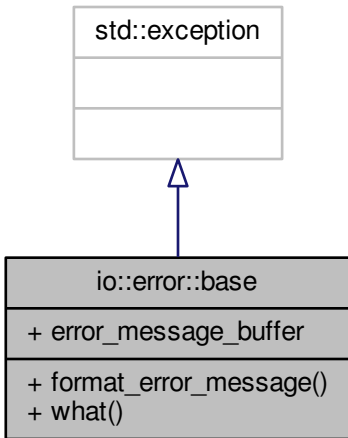 std::exception
io::error::base
+ error_message_buffer
+ format_error_message()
+ what()